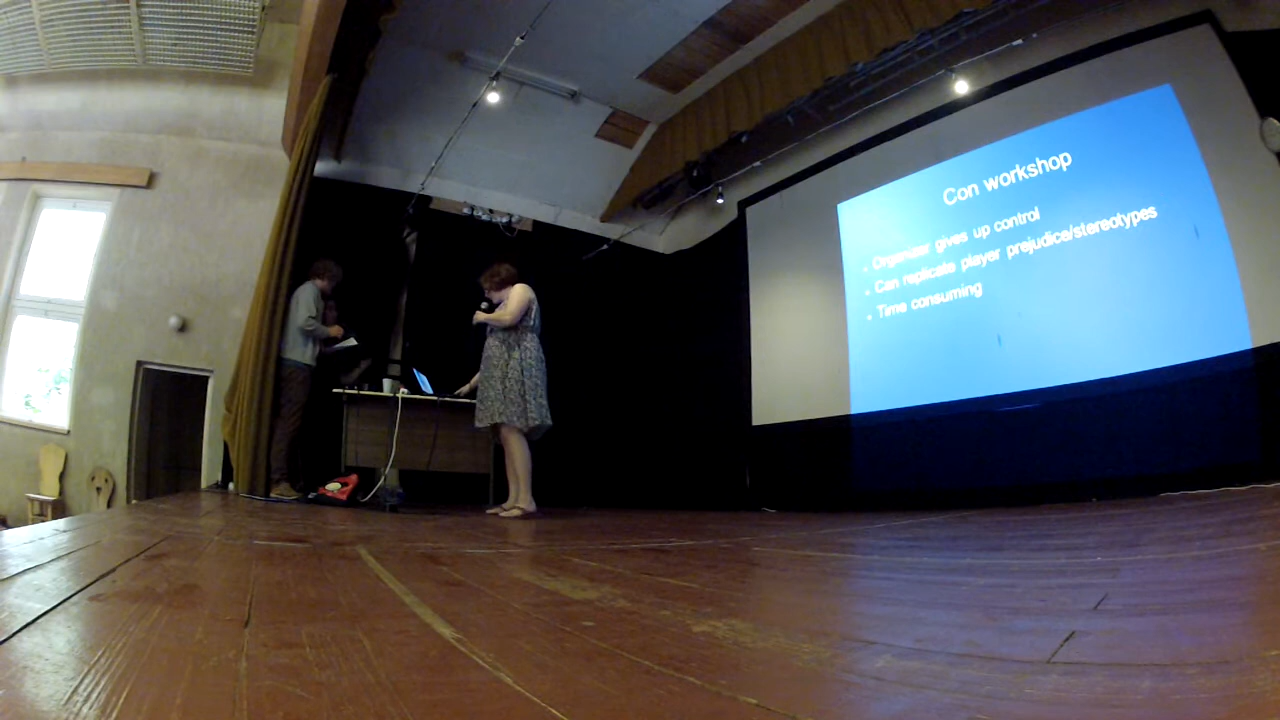 Con workshop
• Organizer gives up control
• Can replicate player prejudice/stereotypes
• Time consuming